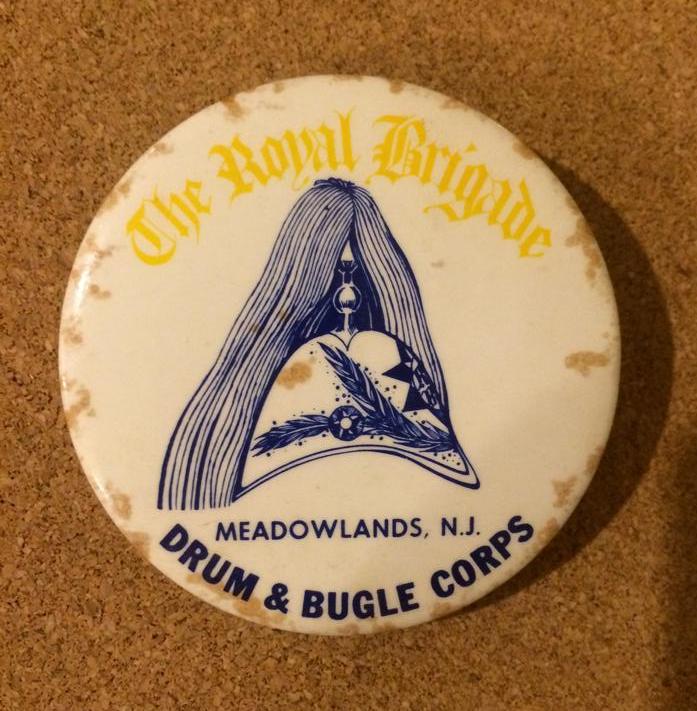 The Royal Brigade
MEADOWLANDS, N.J.
DRUM & BUGLE CORPS